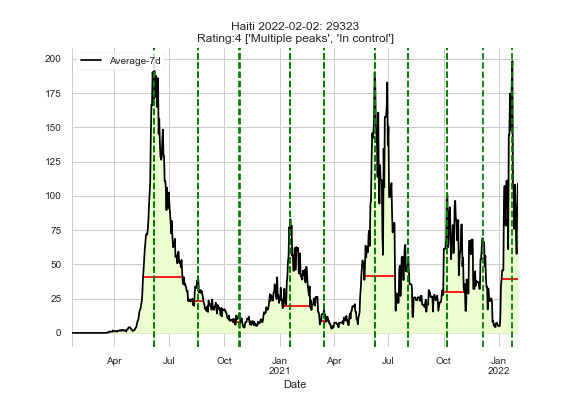 Haiti 2022-02-02: 29323
Rating:4 ['Multiple peaks', 'In control']
Average-7d
200
175
150
125
100
75
50
25
0
Apr Jul Oct Jan Apr Jul Oct Jan
2021 2022
Date